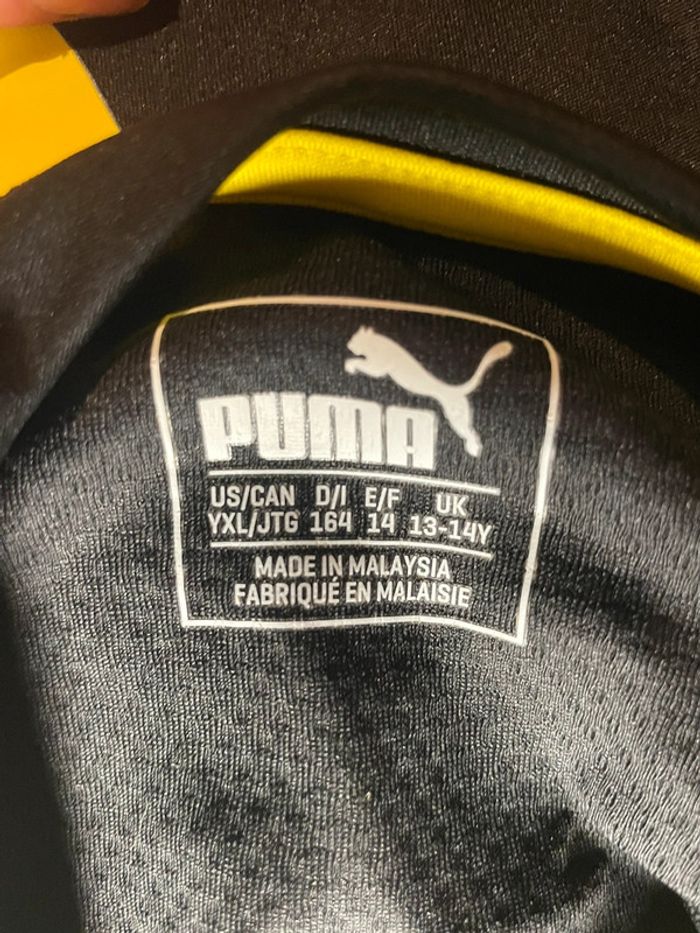 PUMA
US/CAN D/I E/F UK
YXL/JTG 164 14 13-14Y
MADE IN MALAYSIA
FABRIQUÉ EN MALAISIE